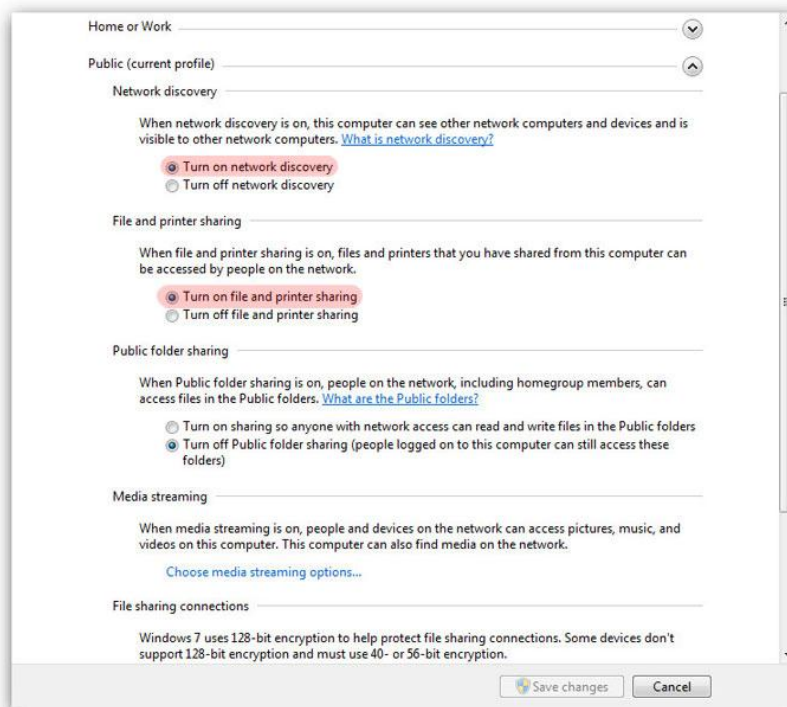 Home or Work
Public (current profile)
Network discovery
When network discovery is on, this computer can see other network computers and devices and is
visible to other network computers. What is network discovery?
Turn on network discovery
Turn off network discovery
File and printer sharing
When file and printer sharing is on, files and printers that you have shared from this computer can
be accessed by people on the network.
Turn on file and printer sharing
Turn off file and printer sharing
Public folder sharing
When Public folder sharing is on, people on the network, including homegroup members, can
access files in the Public folders. What are the Public folders?
Turn on sharing so anyone with network access can read and write files in the Public folders
Turn off Public folder sharing (people logged on to this computer can still access these
folders)
Media streaming
When media streaming is on, people and devices on the network can access pictures, music, and
videos on this computer. This computer can also find media on the network.
Choose media streaming options...
File sharing connections
Windows 7 uses 128-bit encryption to help protect file sharing connections. Some devices don't
support 128-bit encryption and must use 40- or 56-bit encryption.
Save changes
Cancel